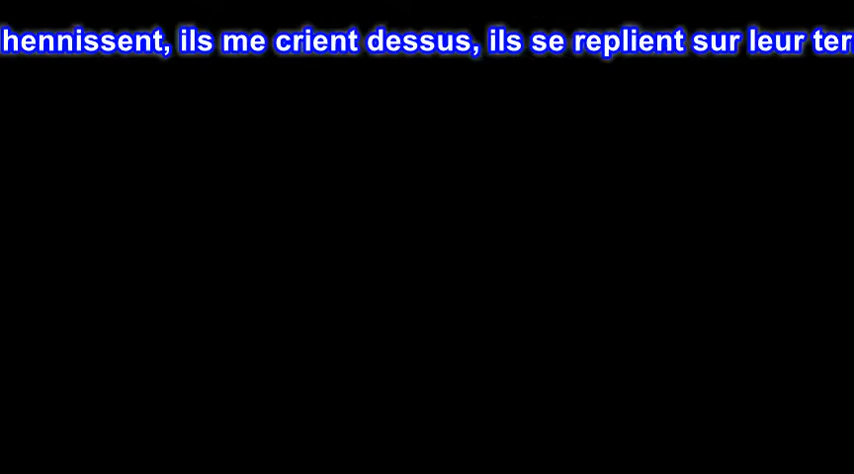 hennissent, ils me crient dessus, ils se replient sur leur ter